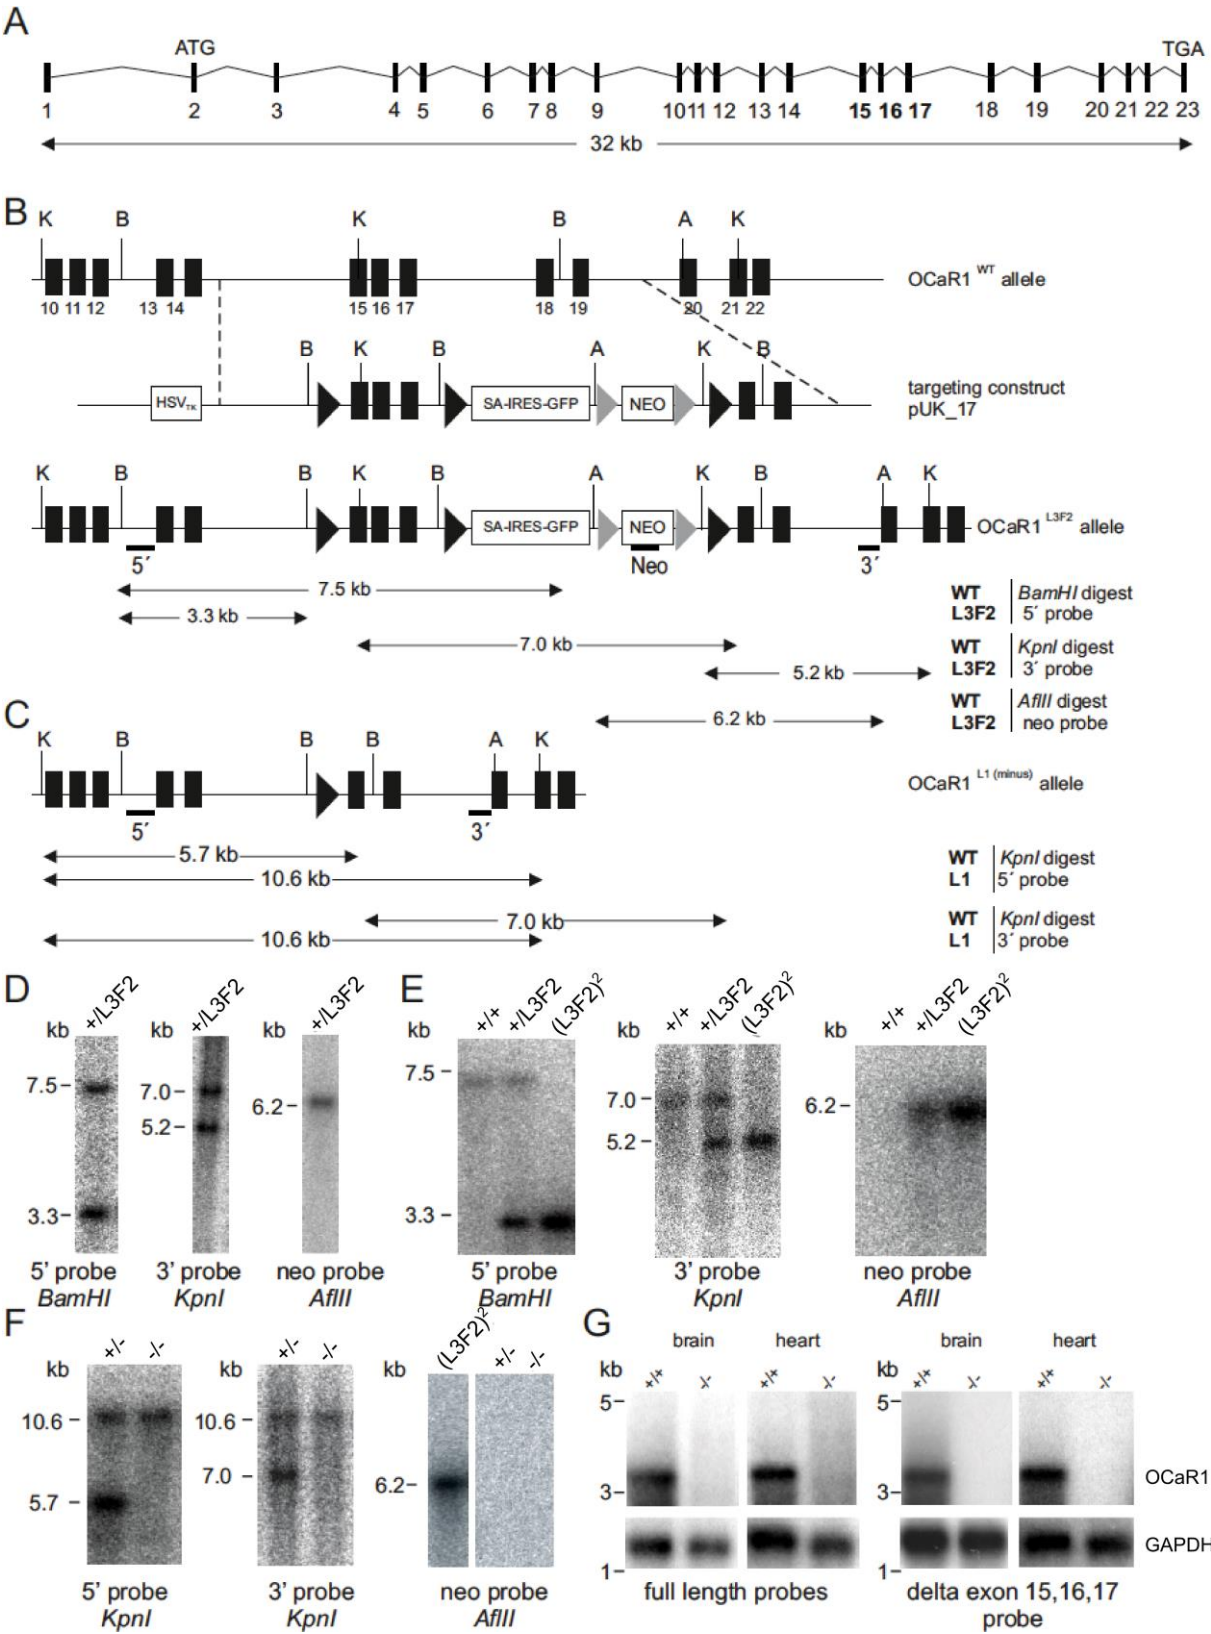 A
ATG
TGA
1 2 3 4 5 6 7 8 9 10 11 12 13 14 15 16 17 18 19 20 21 22 23
32 kb
B
K B K B A K
OCaR1 WT allele
10 11 12 13 14 15 16 17 18 19 20 21 22
B K B A K B
HSVTK SA-IRES-GFP NEO
targeting construct
pUK_17
K B B K B A K B A K
SA-IRES-GFP NEO
OCaR1 L3F2 allele
5´ Neo 3´
7.5 kb
WT BamHI digest
3.3 kb
L3F2 5´ probe
7.0 kb
WT KpnI digest
5.2 kb
L3F2 3´ probe
WT AflII digest
6.2 kb
L3F2 neo probe
C
K B B B A K
OCaR1 L1 (minus) allele
5´ 3´
5.7 kb
WT KpnI digest
10.6 kb
L1 5´ probe
7.0 kb
WT KpnI digest
10.6 kb
L1 3´ probe
D
kb +/L3F2 kb +/L3F2 kb +/L3F2
7.5 7.0 6.2
3.3 5.2
5' probe 3' probe neo probe
BamHI KpnI AflII
E
kb +/+ +/L3F2 (L3F2)2 kb +/+ +/L3F2 (L3F2)2 kb +/+ +/L3F2 (L3F2)2
7.5 7.0 6.2
3.3 5.2
5' probe 3' probe neo probe
BamHI KpnI AflII
F
kb +/- -/- kb +/- -/- kb (L3F2)2 +/- -/-
10.6 10.6
5.7 7.0 6.2
5' probe 3' probe neo probe
KpnI KpnI AflII
G
brain heart brain heart
kb +/+ -/- +/+ -/- kb +/+ -/- +/+ -/-
5 5
3 3 OCaR1
GAPDH
1 1
full length probes delta exon 15,16,17
probe